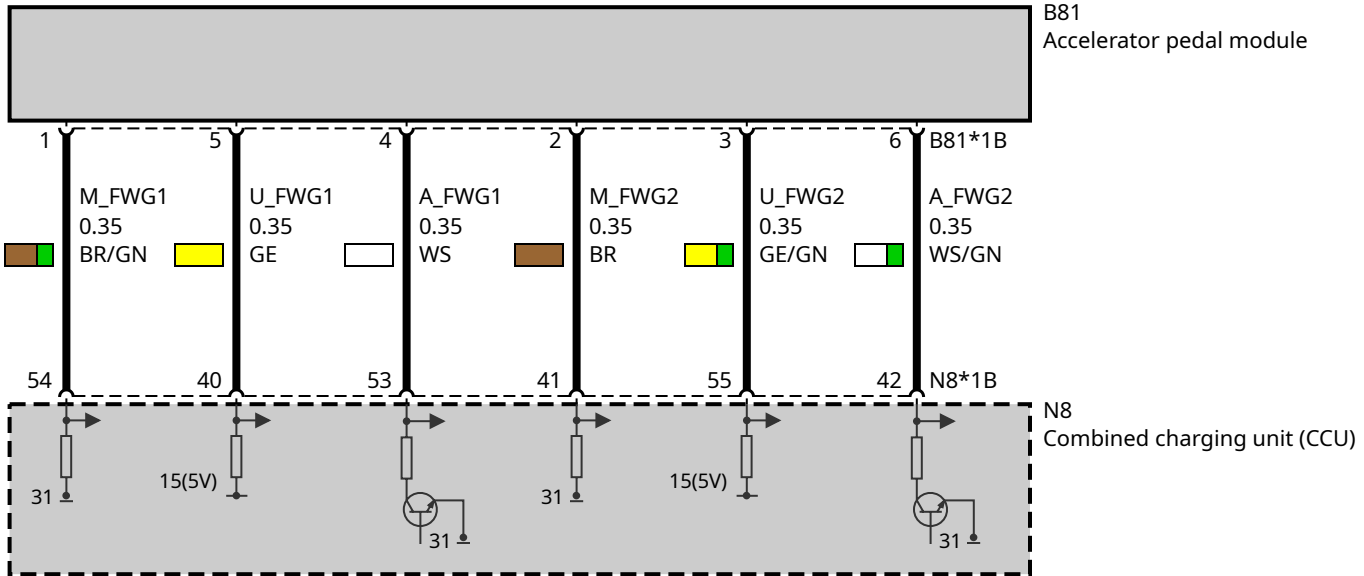 B81
Accelerator pedal module
1
5
4
2
3
6
B81*1B
M_FWG1
0.35
BR/GN
U_FWG1
0.35
GE
A_FWG1
0.35
WS
M_FWG2
0.35
BR
U_FWG2
0.35
GE/GN
A_FWG2
0.35
WS/GN
54
40
53
41
55
42
N8*1B
N8
Combined charging unit (CCU)
31
15(5V)
31
31
15(5V)
31